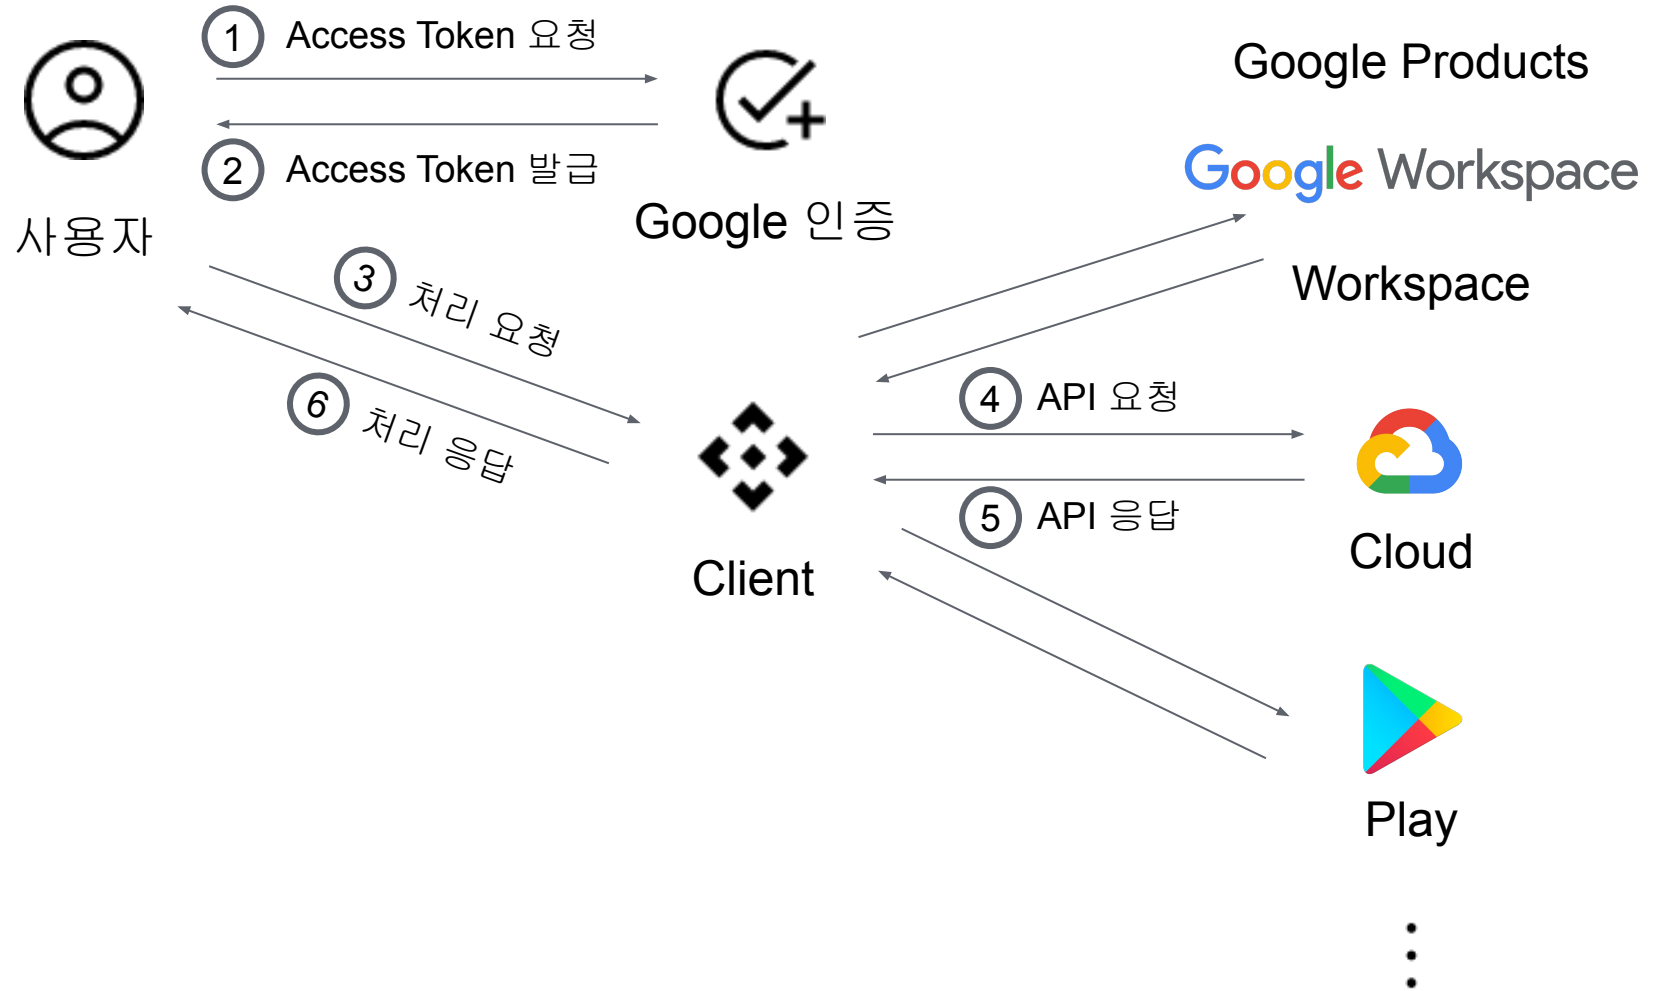 1 Access Token 요청
2 Access Token 발급
사용자
Google 인증
3 처리 요청
6 처리 응답
Client
4 API 요청
5 API 응답
Google Products
Google Workspace
Workspace
Cloud
Play